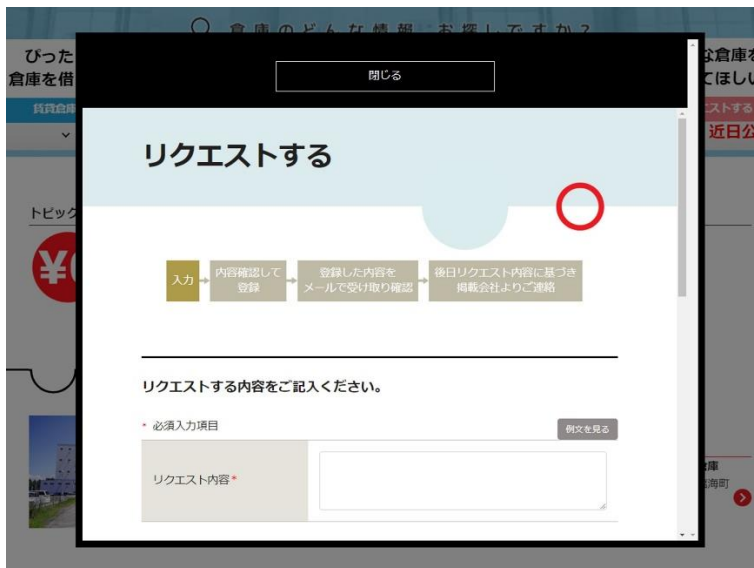 倉庫のどんな情報 お探しですか?
ぴった
倉庫を借
賃貸倉庫
な倉庫を
てほしい
エストする
近日公
閉じる
リクエストする
トピック
¥
入力
内容確認して
登録
登録した内容を
メールで受け取り確認
後日リクエスト内容に基づき
掲載会社よりご連絡
リクエストする内容をご記入ください。
* 必須入力項目
例文を見る
リクエスト内容*
庫
海町